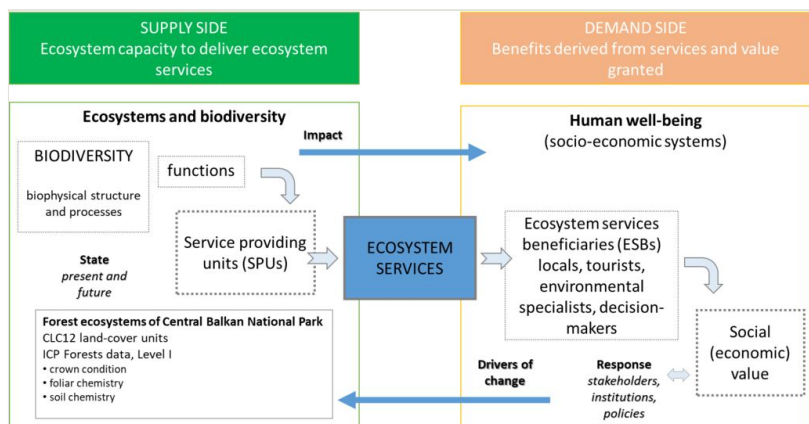 SUPPLY SIDE
Ecosystem capacity to deliver ecosystem
services
DEMAND SIDE
Benefits derived from services and value
granted
Ecosystems and biodiversity
Impact
Human well-being
(socio-economic systems)
BIODIVERSITY
biophysical structure
and processes
functions
Service providing
units (SPUs)
State
present and
future
ECOSYSTEM
SERVICES
Ecosystem services
beneficiaries (ESBs)
locals, tourists,
environmental
specialists, decision-
makers
Forest ecosystems of Central Balkan National Park
CLC12 land-cover units
ICP Forests data, Level I
• crown condition
• foliar chemistry
• soil chemistry
Drivers of
change
Response
stakeholders,
institutions,
policies
Social
(economic)
value